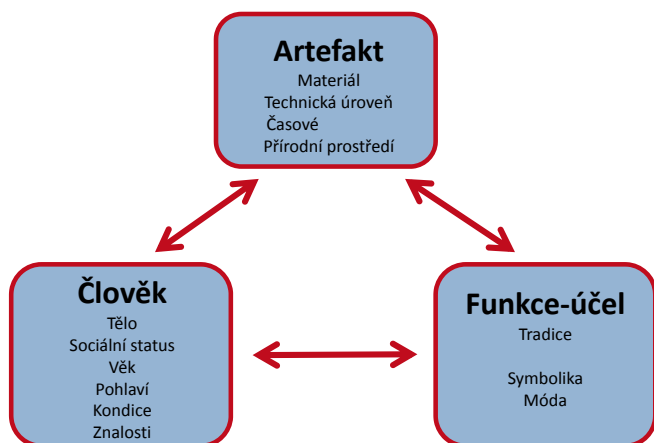 Artefakt
Materiál
Technická úroveň
Časové
Přírodní prostředí
Člověk
Tělo
Sociální status
Věk
Pohlaví
Kondice
Znalosti
Funkce-účel
Tradice
Symbolika
Móda